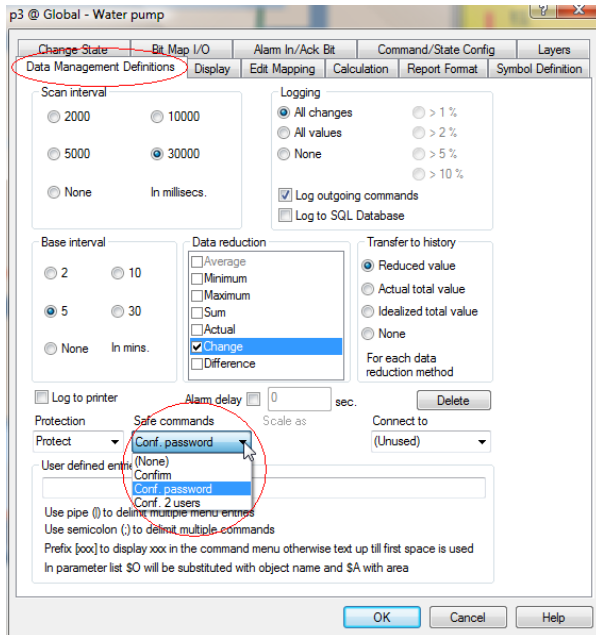 p3 @ Global - Water pump
Change State Bit Map I/O Alarm In/Ack Bit Command/State Config Layers
Data Management Definitions Display Edit Mapping Calculation Report Format Symbol Definition
Scan interval Logging
2000 10000 All changes > 1 %
All values > 2 %
5000 30000 None > 5 %
> 10 %
None In millisecs. Log outgoing commands
Log to SQL Database
Base interval Data reduction Transfer to history
Average Reduced value
2 10 Minimum
Maximum Actual total value
5 30 Sum Idealized total value
Actual
None In mins. Change None
Difference For each data
reduction method
Log to printer Alarm delay 0 sec. Delete
Protection Safe commands Scale as Connect to
Protect Conf. password (Unused)
User defined entrie (None)
Confirm
Conf. password
Conf. 2 users
Use pipe (|) to delimit multiple menu entries
Use semicolon (;) to delimit multiple commands
Prefix [xxx] to display xxx in the command menu otherwise text up till first space is used
In parameter list $O will be substituted with object name and $A with area
OK Cancel Help